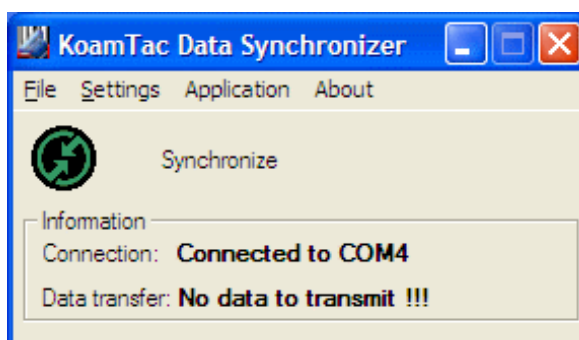 KoamTac Data Synchronizer
File Settings Application About
Synchronize
Information
Connection: Connected to COM4
Data transfer: No data to transmit !!!